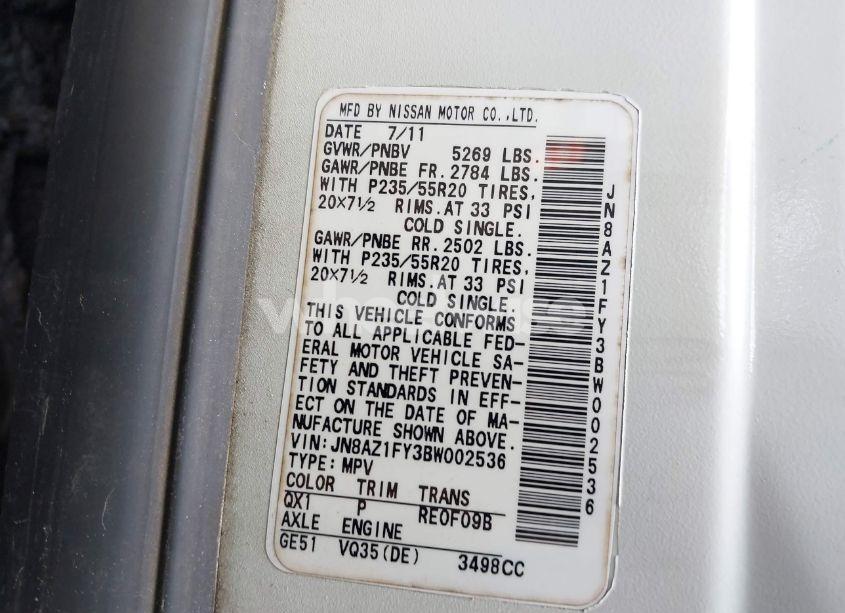 MFD BY NISSAN MOTOR CO.,LTD.
DATE 7/11
GVWR/PNBV 5269 LBS.
GAWR/PNBE FR.2784 LBS.
WITH P235/55R20 TIRES,
20×7½ RIMS.AT 33 PSI
COLD SINGLE.
GAWR/PNBE RR.2502 LBS.
WITH P235/55R20 TIRES,
20×7½ RIMS.AT 33 PSI
COLD SINGLE.
THIS VEHICLE CONFORMS
TO ALL APPLICABLE FED-
ERAL MOTOR VEHICLE SA-
FETY AND THEFT PREVEN-
TION STANDARDS IN EFF-
ECT ON THE DATE OF MA-
NUFACTURE SHOWN ABOVE.
VIN:JN8AZ1FY3BW002536
TYPE:MPV
COLOR TRIM TRANS
QX1 P RE0F09B
AXLE ENGINE
GE51 VQ35(DE) 3498CC
JN8AZ1FY3BW002536